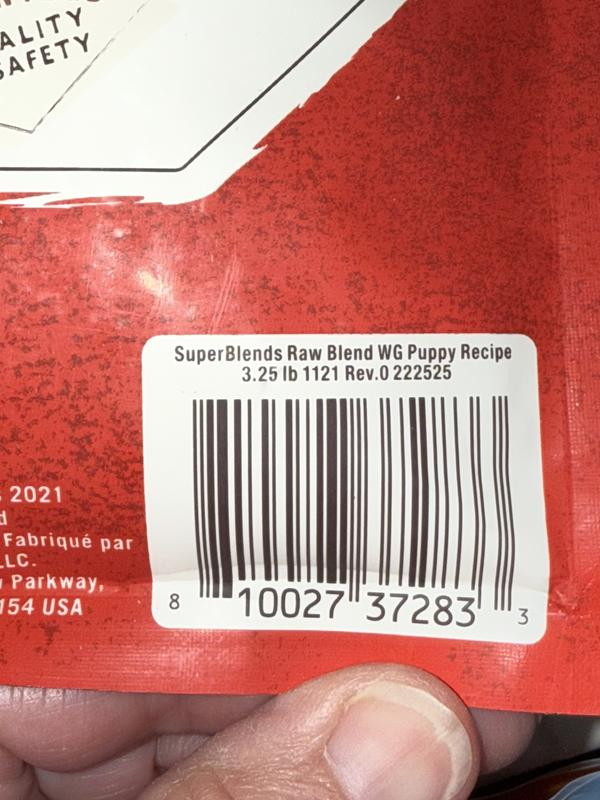 ALITY
SAFETY
SuperBlends Raw Blend WG Puppy Recipe
3.25 lb 1121 Rev.0 222525
2021
d
Fabriqué par
LLC.
Parkway,
154 USA
8 10027 37283 3